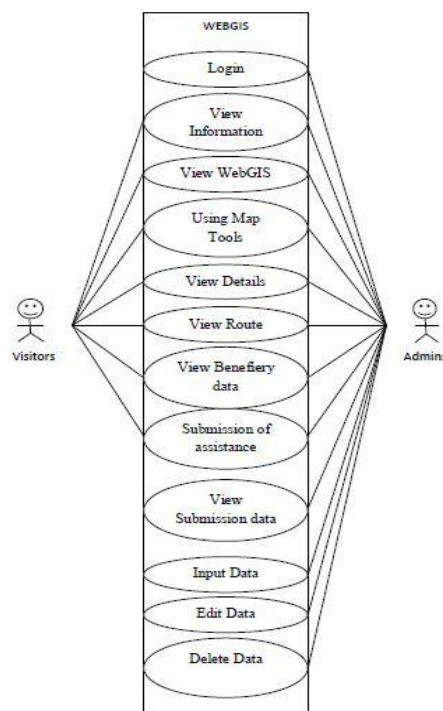 WEBGIS
Login
View
Information
View WebGIS
Using Map
Tools
View Details
View Route
Visitors
Admins
View Benefiery
data
Submission of
assistance
View
Submission data
Input Data
Edit Data
Delete Data